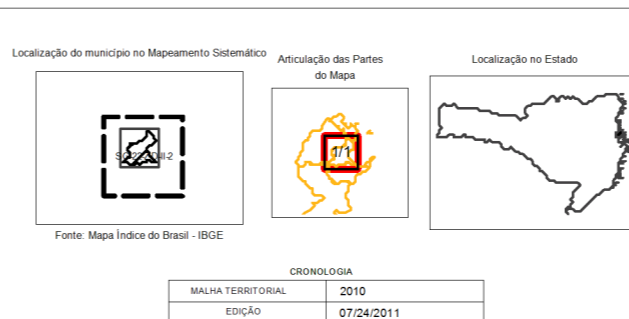 Localização do município no Mapeamento Sistemático
Articulação das Partes
do Mapa
Localização no Estado
1/1
Fonte: Mapa Índice do Brasil - IBGE
CRONOLOGIA
MALHA TERRITORIAL 2010
EDIÇÃO 07/24/2011